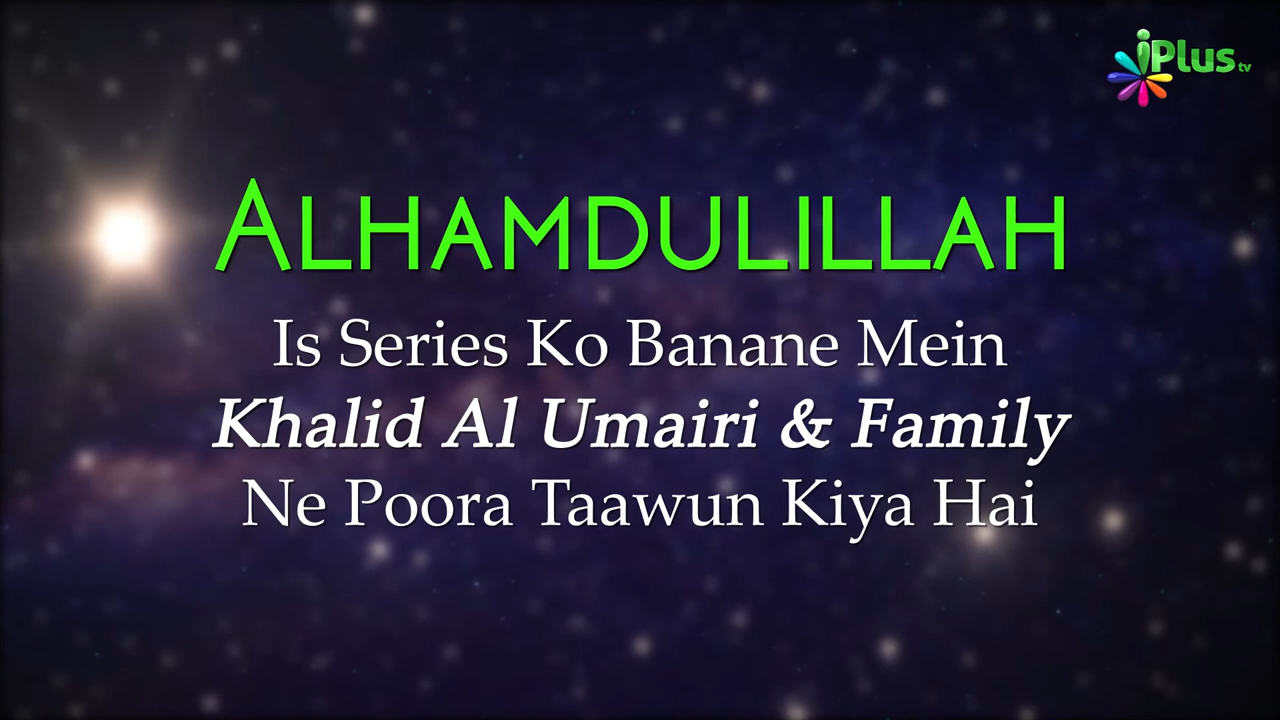 iPlus tv
ALHAMDULILLAH
Is Series Ko Banane Mein
Khalid Al Umairi & Family
Ne Poora Taawun Kiya Hai